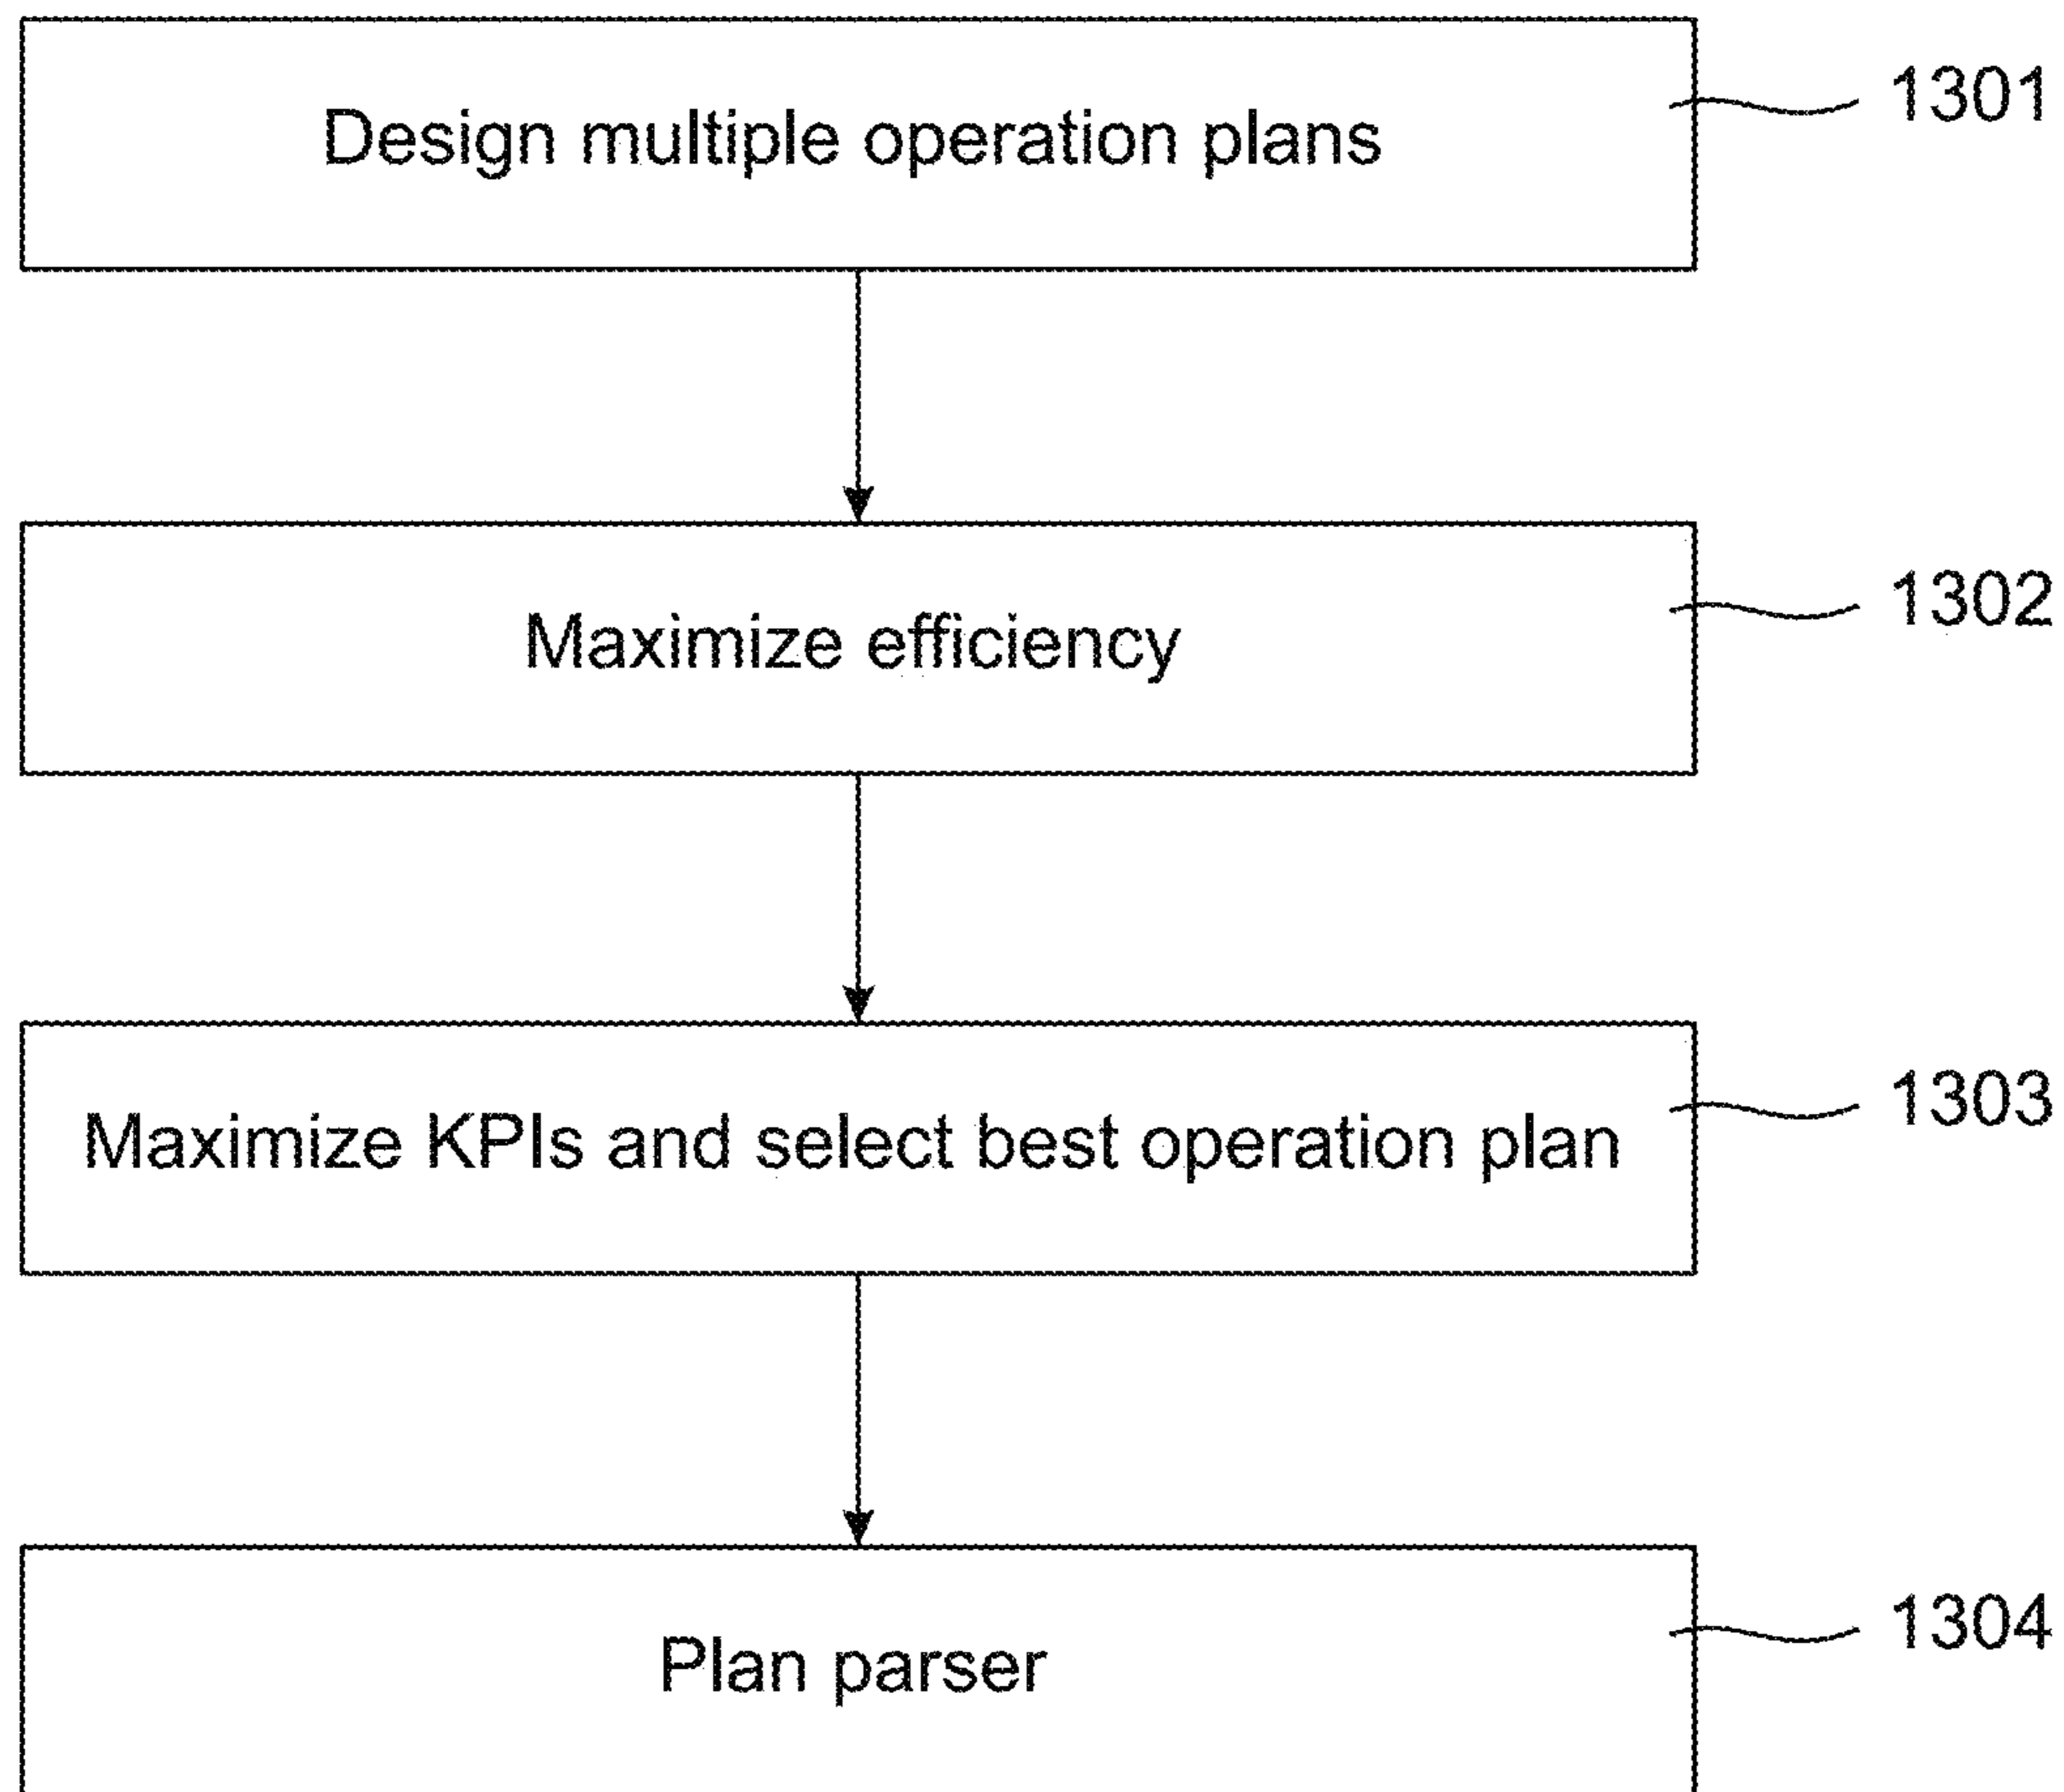 Design multiple operation plans
1301
Maximize efficiency
1302
Maximize KPIs and select best operation plan
1303
Plan parser
1304